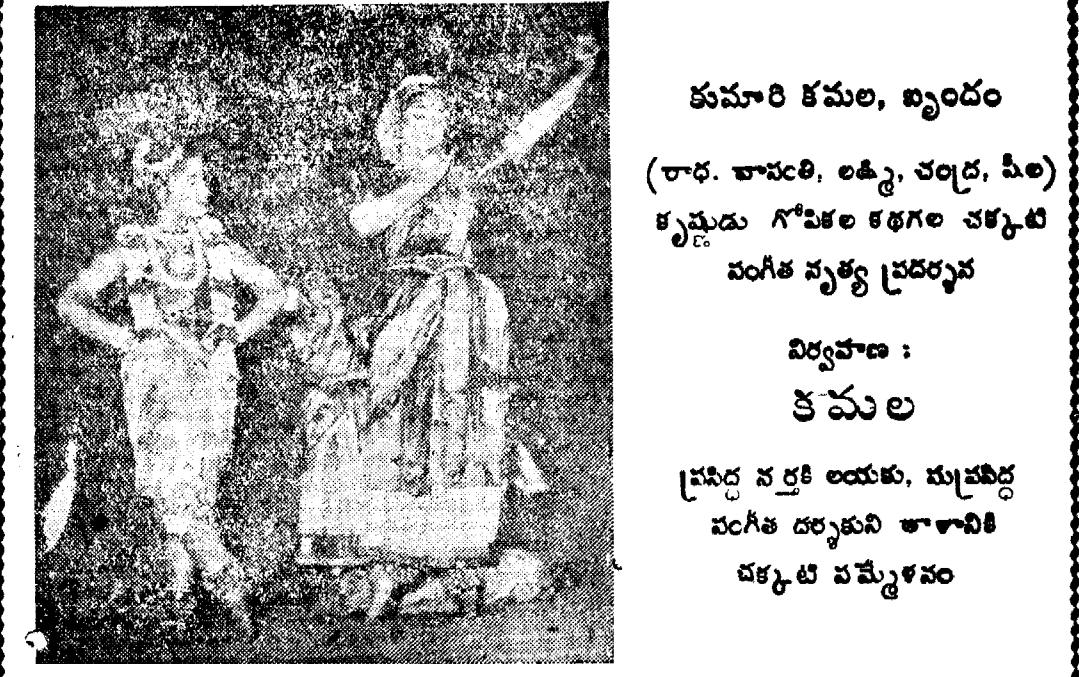 కుమారి కమల, బృందం
(రాధ. వాసంతి, లక్ష్మి, చంద్ర, షీల)
కృష్ణుడు గోపికల కథగల చక్కటి
సంగీత నృత్య ప్రదర్శన
నిర్వహణ :
కమల
ప్రసిద్ధ నర్తకి లయకు, సుప్రసిద్ధ
సంగీత దర్శకుని తాళానికి
చక్కటి సమ్మేళనం